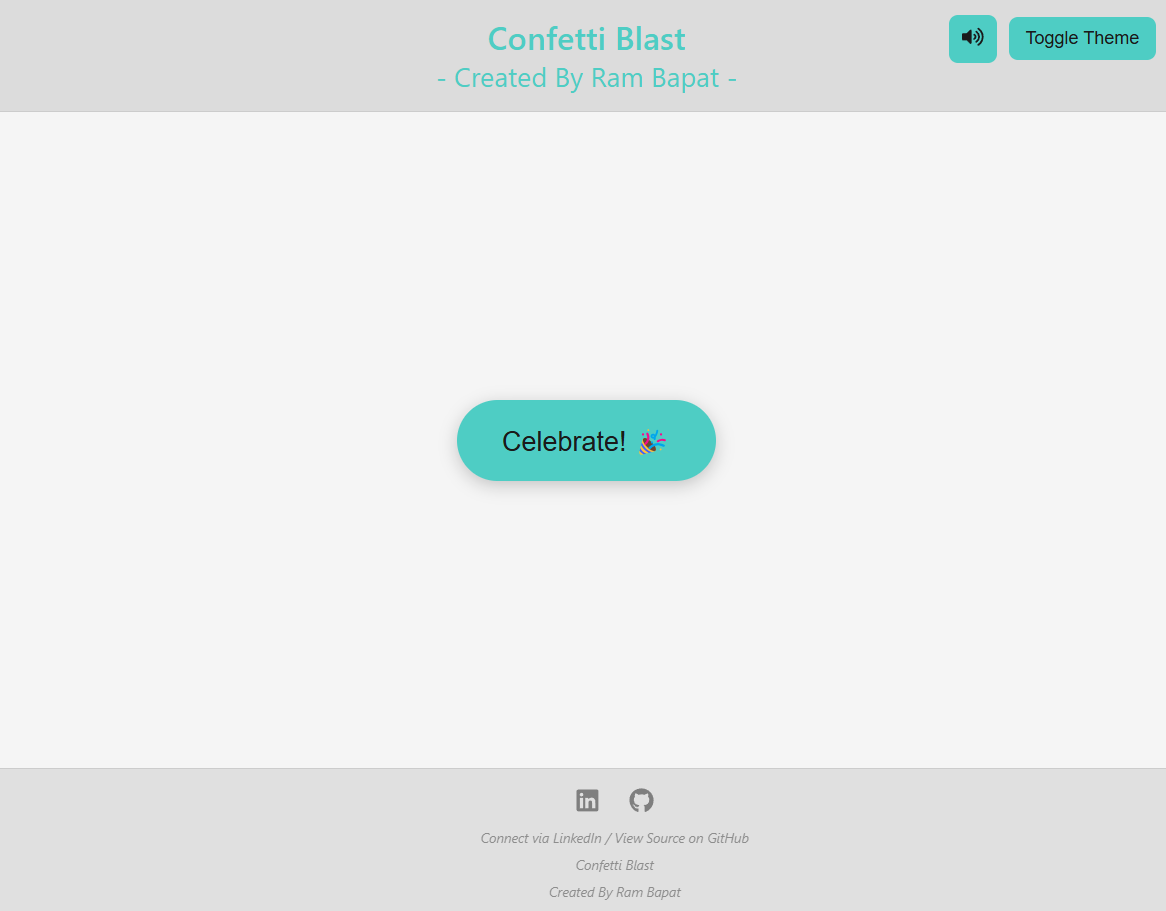 Confetti Blast
- Created By Ram Bapat -
Toggle Theme
Celebrate! 🎉
Connect via LinkedIn / View Source on GitHub
Confetti Blast
Created By Ram Bapat